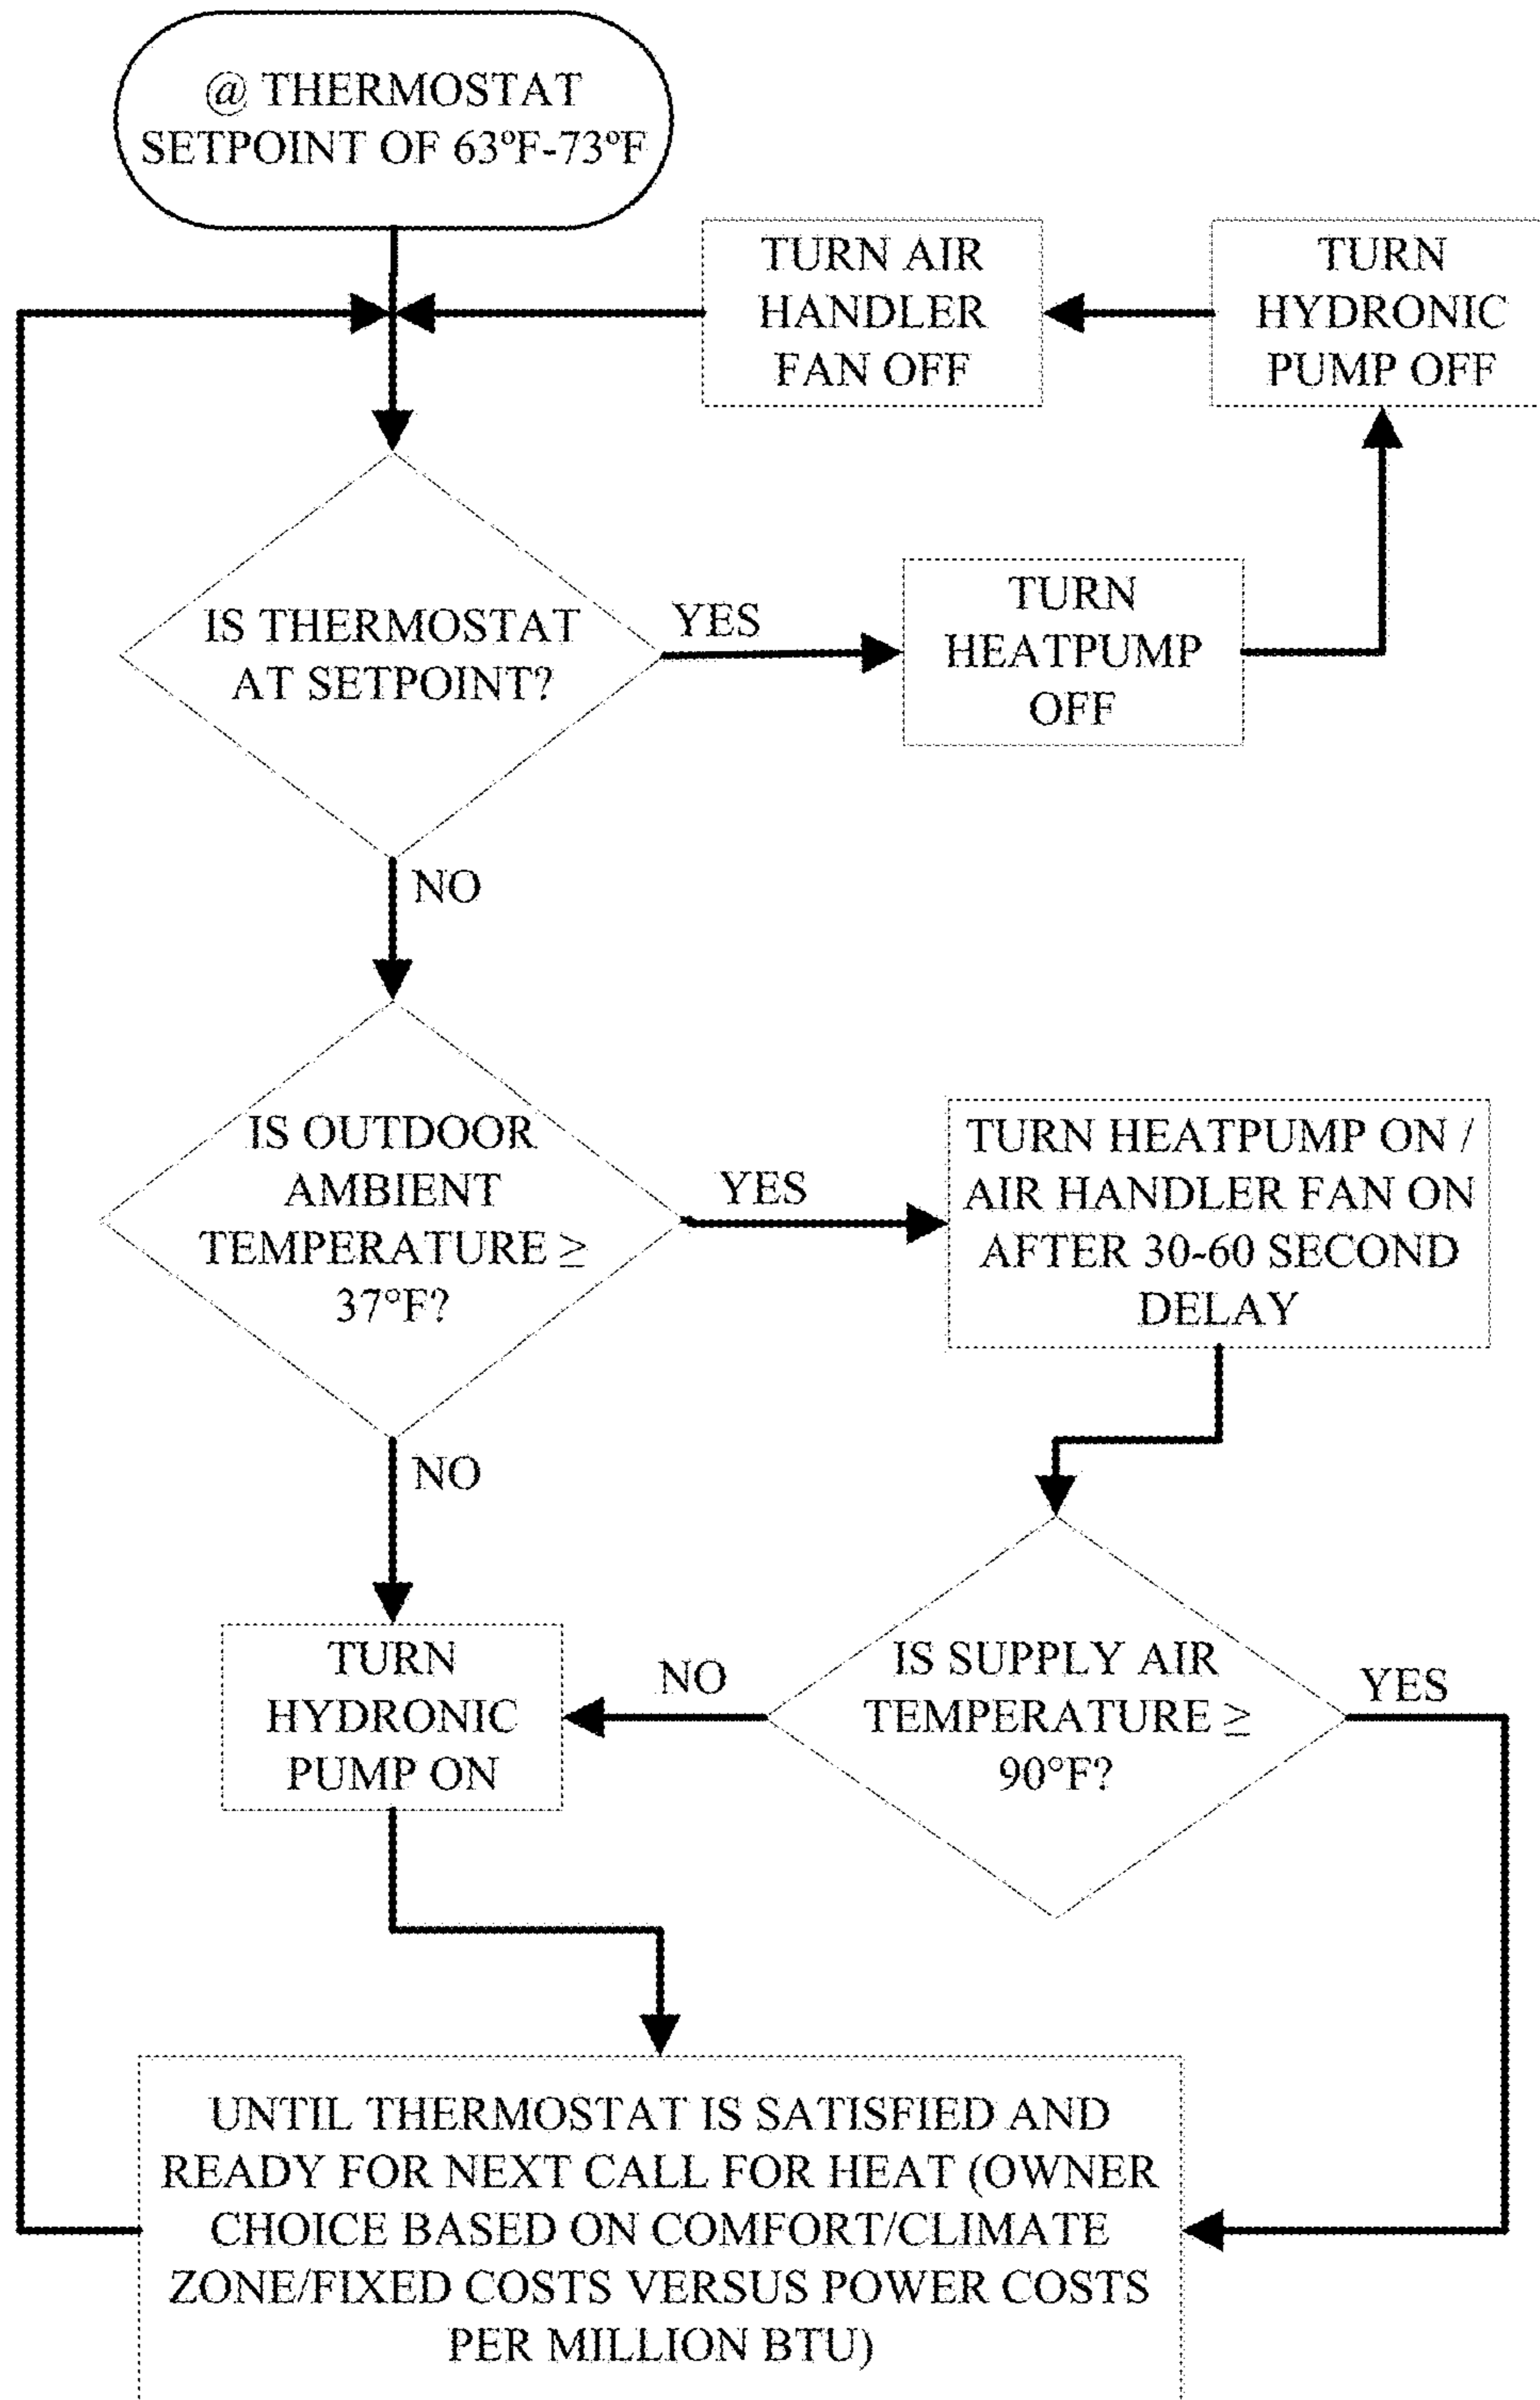 @ THERMOSTAT
SETPOINT OF 63ºF-73ºF
TURN AIR
HANDLER
FAN OFF
TURN
HYDRONIC
PUMP OFF
IS THERMOSTAT
AT SETPOINT?
YES
TURN
HEATPUMP
OFF
NO
IS OUTDOOR
AMBIENT
TEMPERATURE ≥
37°F?
YES
TURN HEATPUMP ON /
AIR HANDLER FAN ON
AFTER 30-60 SECOND
DELAY
NO
TURN
HYDRONIC
PUMP ON
NO
IS SUPPLY AIR
TEMPERATURE ≥
90°F?
YES
UNTIL THERMOSTAT IS SATISFIED AND
READY FOR NEXT CALL FOR HEAT (OWNER
CHOICE BASED ON COMFORT/CLIMATE
ZONE/FIXED COSTS VERSUS POWER COSTS
PER MILLION BTU)